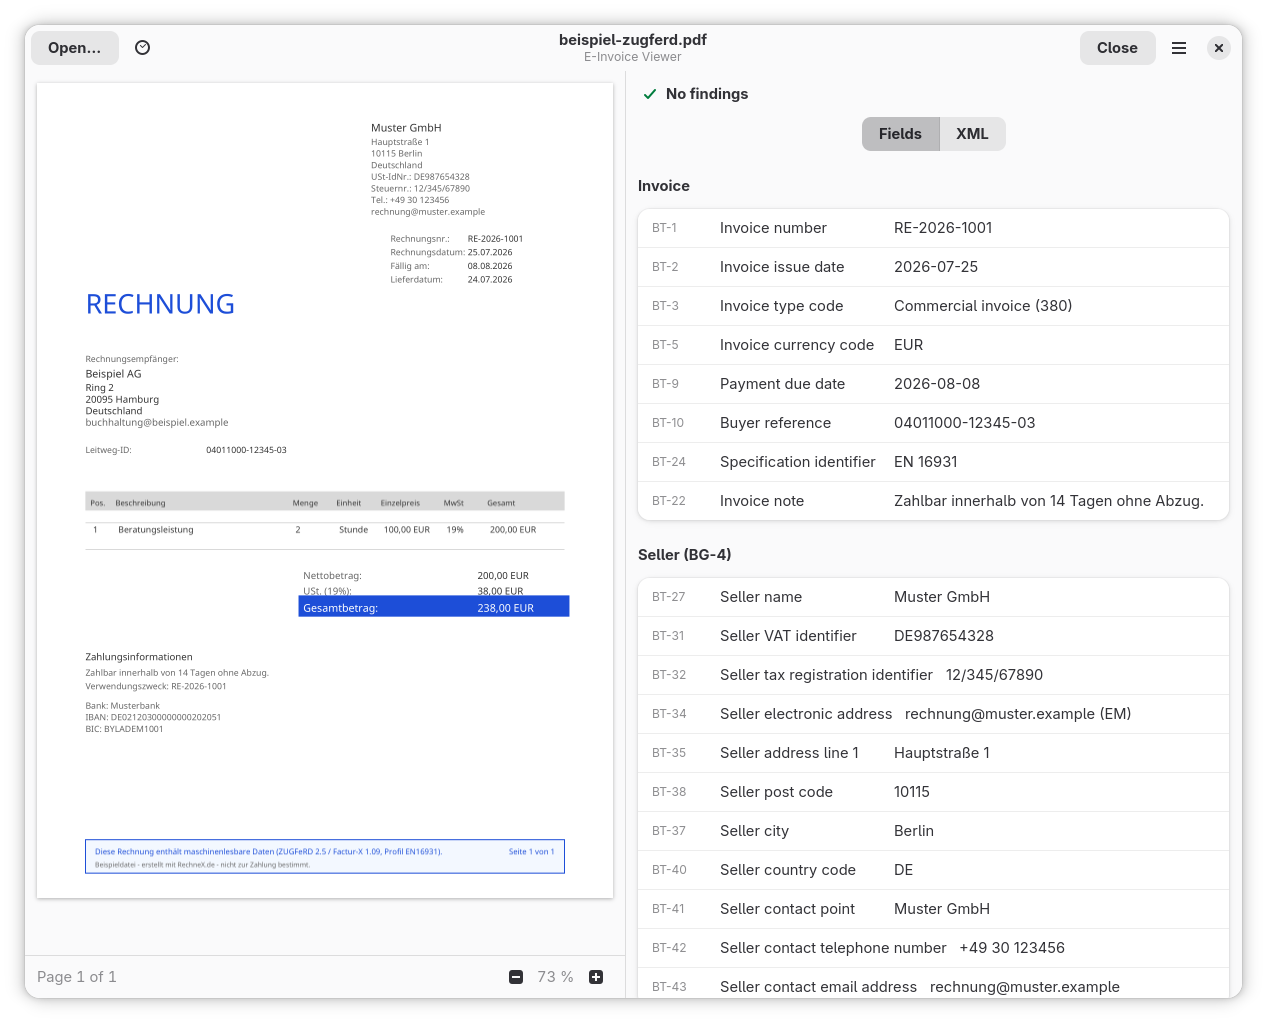 Open...
beispiel-zugferd.pdf
E-Invoice Viewer
Close
Muster GmbH
Hauptstraße 1
10115 Berlin
Deutschland
USt-IdNr.: DE987654328
Steuernr.: 12/345/67890
Tel.: +49 30 123456
rechnung@muster.example
Rechnungsnr.: RE-2026-1001
Rechnungsdatum: 25.07.2026
Fällig am: 08.08.2026
Lieferdatum: 24.07.2026
RECHNUNG
Rechnungsempfänger:
Beispiel AG
Ring 2
20095 Hamburg
Deutschland
buchhaltung@beispiel.example
Leitweg-ID: 04011000-12345-03
Pos. Beschreibung Menge Einheit Einzelpreis MwSt Gesamt
1 Beratungsleistung 2 Stunde 100,00 EUR 19% 200,00 EUR
Nettobetrag: 200,00 EUR
USt. (19%): 38,00 EUR
Gesamtbetrag: 238,00 EUR
Zahlungsinformationen
Zahlbar innerhalb von 14 Tagen ohne Abzug.
Verwendungszweck: RE-2026-1001
Bank: Musterbank
IBAN: DE02120300000000202051
BIC: BYLADEM1001
Diese Rechnung enthält maschinenlesbare Daten (ZUGFeRD 2.5 / Factur-X 1.09, Profil EN16931). Seite 1 von 1
Beispieldatei - erstellt mit RechneX.de - nicht zur Zahlung bestimmt.
Page 1 of 1
73 %
No findings
Fields XML
Invoice
BT-1 Invoice number RE-2026-1001
BT-2 Invoice issue date 2026-07-25
BT-3 Invoice type code Commercial invoice (380)
BT-5 Invoice currency code EUR
BT-9 Payment due date 2026-08-08
BT-10 Buyer reference 04011000-12345-03
BT-24 Specification identifier EN 16931
BT-22 Invoice note Zahlbar innerhalb von 14 Tagen ohne Abzug.
Seller (BG-4)
BT-27 Seller name Muster GmbH
BT-31 Seller VAT identifier DE987654328
BT-32 Seller tax registration identifier 12/345/67890
BT-34 Seller electronic address rechnung@muster.example (EM)
BT-35 Seller address line 1 Hauptstraße 1
BT-38 Seller post code 10115
BT-37 Seller city Berlin
BT-40 Seller country code DE
BT-41 Seller contact point Muster GmbH
BT-42 Seller contact telephone number +49 30 123456
BT-43 Seller contact email address rechnung@muster.example